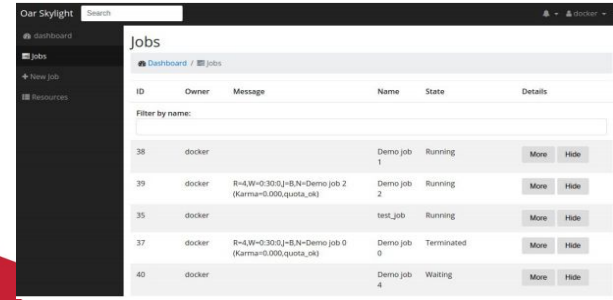 Oar Skylight Search docker
dashboard
Jobs
New Job
Resources
Jobs
Dashboard / Jobs
ID Owner Message Name State Details
Filter by name:
38 docker Demo job 1 Running More Hide
39 docker R=4,W=0:30:0,J=B,N=Demo job 2 (Karma=0.000,quota_ok) Demo job 2 Running More Hide
35 docker test_job Running More Hide
37 docker R=4,W=0:30:0,J=B,N=Demo job 0 (Karma=0.000,quota_ok) Demo job 0 Terminated More Hide
40 docker Demo job 4 Waiting More Hide